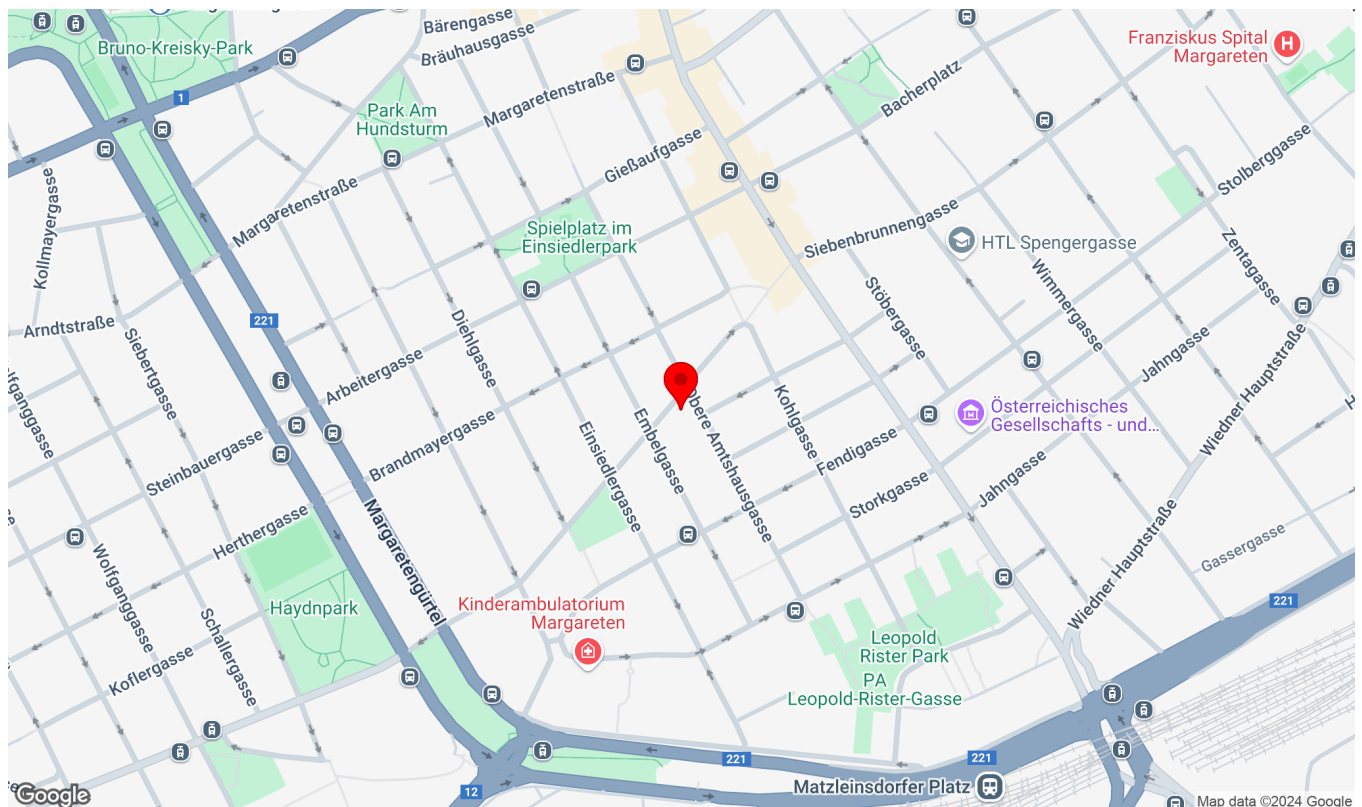 Bärengasse
Bräuhausgasse
Bruno-Kreisky-Park
Franziskus Spital
Margareten
1
Park Am
Hundsturm
Margaretenstraße
Bacherplatz
Gießaufgasse
Stolberggasse
Kollmayergasse
Margaretenstraße
Spielplatz im
Einsiedlerpark
Siebenbrunnengasse
HTL Spengergasse
Zentagasse
Wimmergasse
Stöbergasse
Arndtstraße
221
Siebertgasse
Diehlgasse
Arbeitergasse
Jahngasse
Wiedner Hauptstraße
Steinbauergasse
Brandmayergasse
Einsiedlergasse
Embelgasse
Obere Amtshausgasse
Kohlgasse
Fendigasse
Österreichisches
Gesellschafts - und...
Storkgasse
Jahngasse
Herthergasse
Margaretengürtel
Wolfganggasse
Schallergasse
Haydnpark
Koflergasse
Kinderambulatorium
Margareten
Leopold
Rister Park
PA
Leopold-Rister-Gasse
Wiedner Hauptstraße
Gassergasse
221
221
221
12
Matzleinsdorfer Platz
Google
Map data ©2024 Google